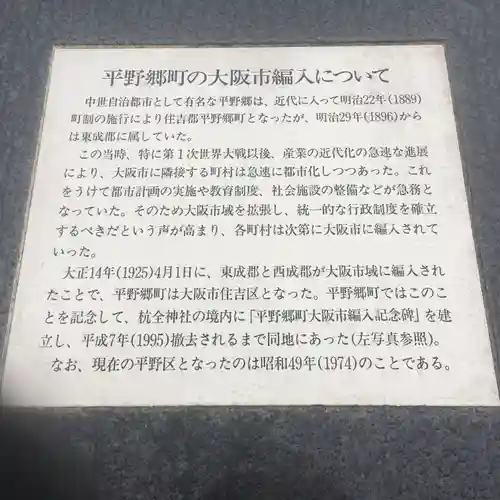 平野郷町の大阪市編入について
中世自治都市として有名な平野郷は、近代に入って明治22年(1889)
町制の施行により住吉郡平野郷町となったが、明治29年(1896)から
は東成郡に属していた。
この当時、特に第1次世界大戦以後、産業の近代化の急速な進展
により、大阪市に隣接する町村は急速に都市化しつつあった。これ
をうけて都市計画の実施や教育制度、社会施設の整備などが急務と
なっていた。そのため大阪市域を拡張し、統一的な行政制度を確立
するべきだという声が高まり、各町村は次第に大阪市に編入されて
いった。
大正14年(1925)4月1日に、東成郡と西成郡が大阪市域に編入され
たことで、平野郷町は大阪市住吉区となった。平野郷町ではこのこ
とを記念して、杭全神社の境内に「平野郷町大阪市編入記念碑」を建
立し、平成7年(1995)撤去されるまで同地にあった(左写真参照)。
なお、現在の平野区となったのは昭和49年(1974)のことである。